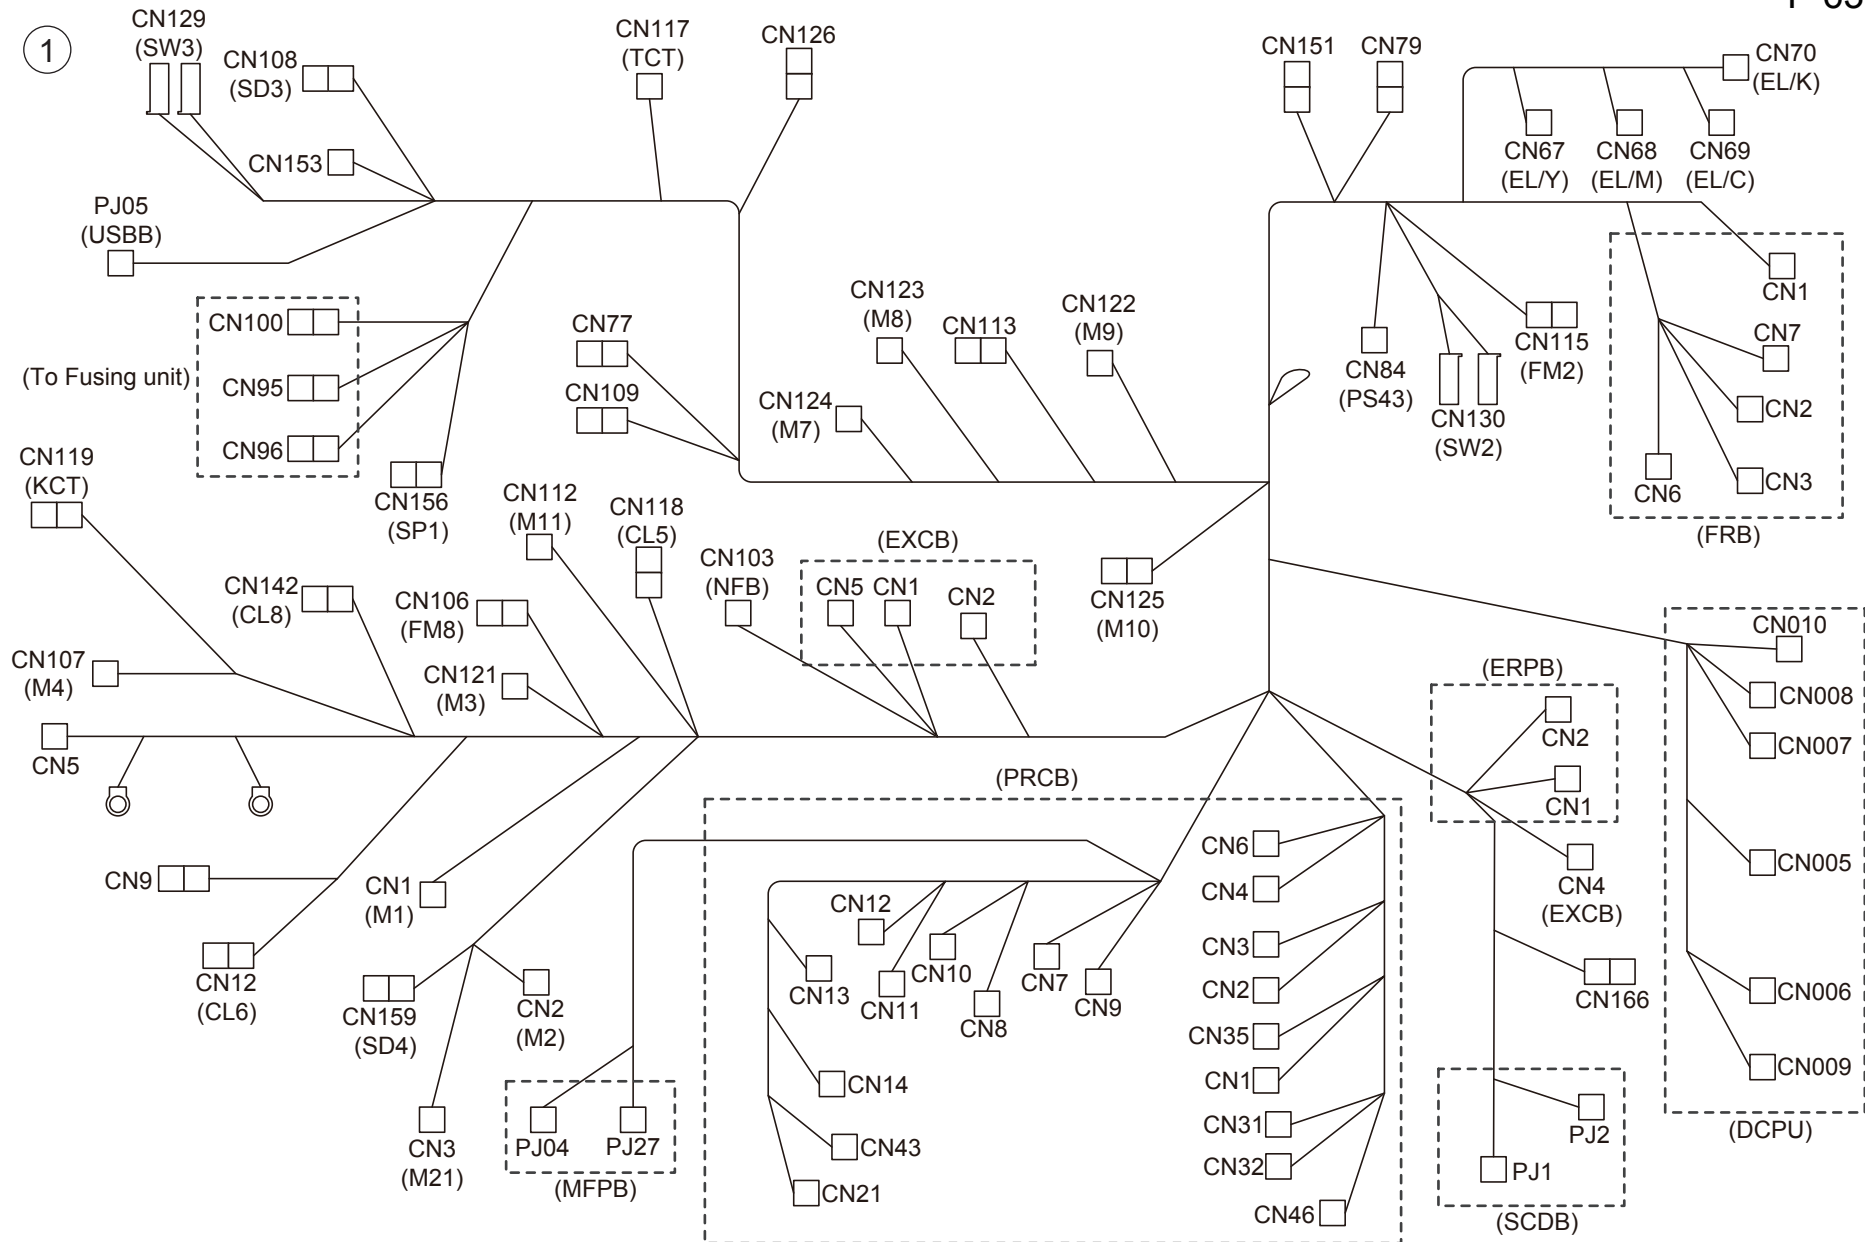 1
CN129
(SW3)
CN108
(SD3)
CN117
(TCT)
CN126
CN151
CN79
CN70
(EL/K)
CN153
CN67
(EL/Y)
CN68
(EL/M)
CN69
(EL/C)
PJ05
(USBB)
CN1
CN7
CN2
CN3
CN6
(FRB)
CN100
CN95
CN96
(To Fusing unit)
CN77
CN109
CN123
(M8)
CN113
CN122
(M9)
CN124
(M7)
CN84
(PS43)
CN130
(SW2)
CN115
(FM2)
CN119
(KCT)
CN156
(SP1)
CN112
(M11)
CN118
(CL5)
CN103
(NFB)
(EXCB)
CN5
CN1
CN2
CN125
(M10)
CN142
(CL8)
CN106
(FM8)
CN107
(M4)
CN121
(M3)
CN5
(ERPB)
CN2
CN1
CN4
(EXCB)
CN010
CN008
CN007
CN005
CN006
CN009
(DCPU)
(PRCB)
CN9
CN1
(M1)
CN12
(CL6)
CN159
(SD4)
CN2
(M2)
CN3
(M21)
PJ04
PJ27
(MFPB)
CN12
CN13
CN11
CN10
CN8
CN7
CN9
CN14
CN43
CN21
CN6
CN4
CN3
CN2
CN35
CN1
CN31
CN32
CN46
CN166
PJ2
PJ1
(SCDB)